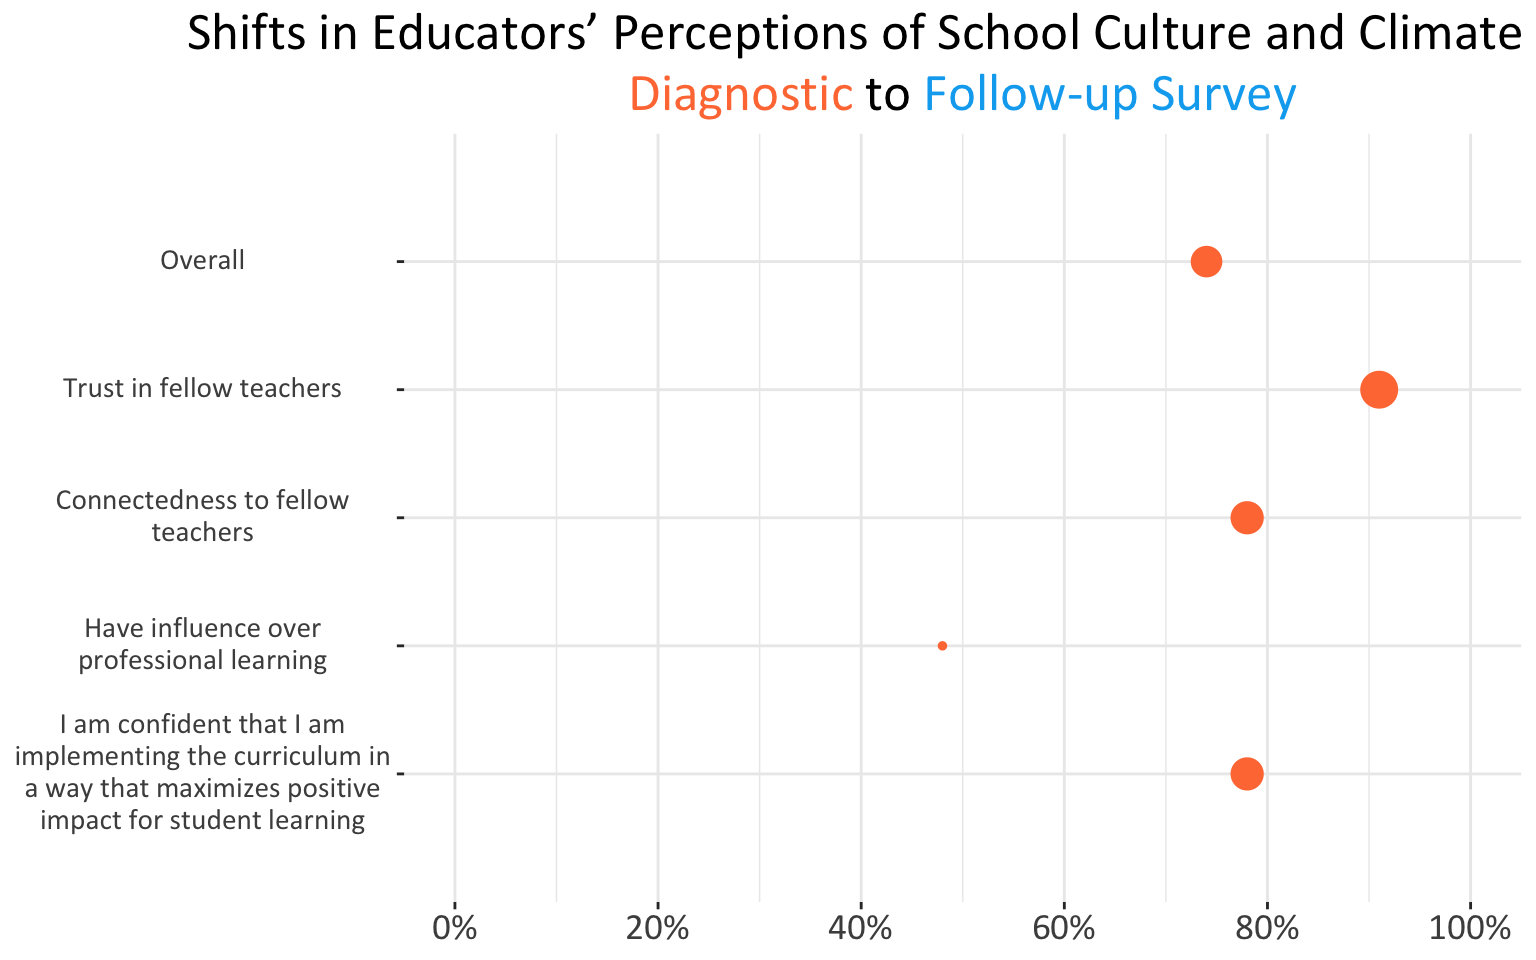 Shifts in Educators’ Perceptions of School Culture and Climate
Diagnostic to Follow-up Survey
Overall
Trust in fellow teachers
Connectedness to fellow
teachers
Have influence over
professional learning
I am confident that I am
implementing the curriculum in
a way that maximizes positive
impact for student learning
0% 20% 40% 60% 80% 100%